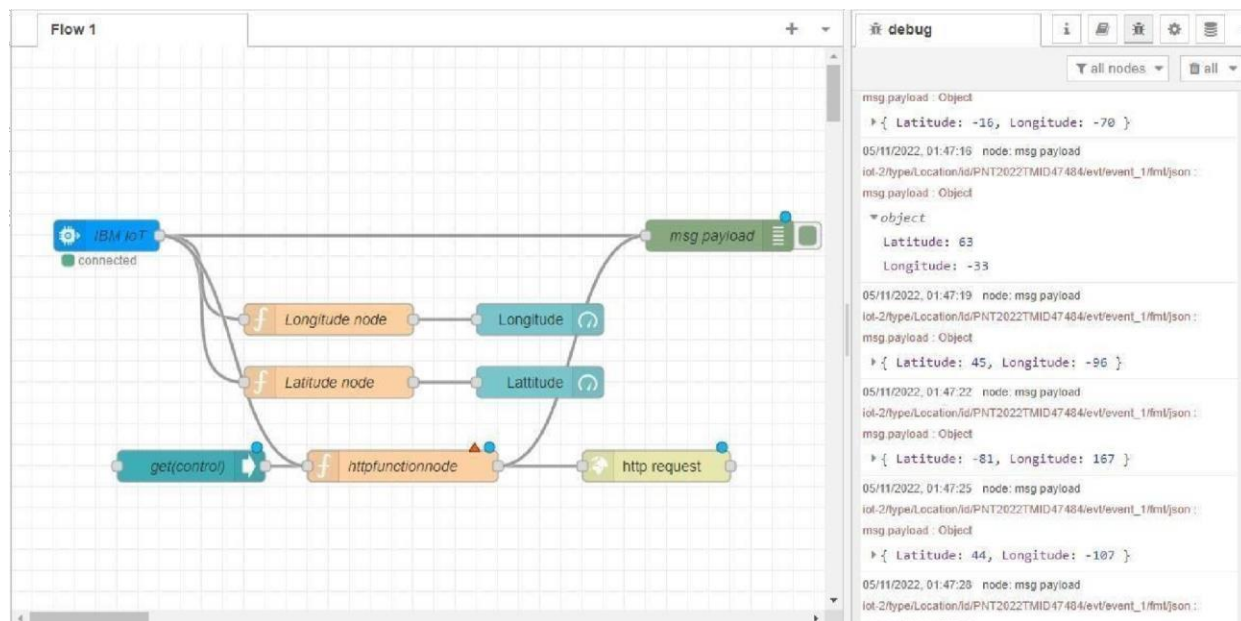 Flow 1
IBM IoT
connected
msg.payload
Longitude node
Longitude
Latitude node
Lattitude
get(control)
httpfunctionnode
http request
debug
all nodes
all
msg.payload : Object
{ Latitude: -16, Longitude: -70 }
05/11/2022, 01:47:16 node: msg.payload
iot-2/type/Location/id/PNT2022TMID47484/evt/event_1/fmt/json :
msg.payload : Object
object
Latitude: 63
Longitude: -33
05/11/2022, 01:47:19 node: msg.payload
iot-2/type/Location/id/PNT2022TMID47484/evt/event_1/fmt/json :
msg.payload : Object
{ Latitude: 45, Longitude: -96 }
05/11/2022, 01:47:22 node: msg.payload
iot-2/type/Location/id/PNT2022TMID47484/evt/event_1/fmt/json :
msg.payload : Object
{ Latitude: -81, Longitude: 167 }
05/11/2022, 01:47:25 node: msg.payload
iot-2/type/Location/id/PNT2022TMID47484/evt/event_1/fmt/json :
msg.payload : Object
{ Latitude: 44, Longitude: -107 }
05/11/2022, 01:47:28 node: msg.payload
iot-2/type/Location/id/PNT2022TMID47484/evt/event_1/fmt/json :